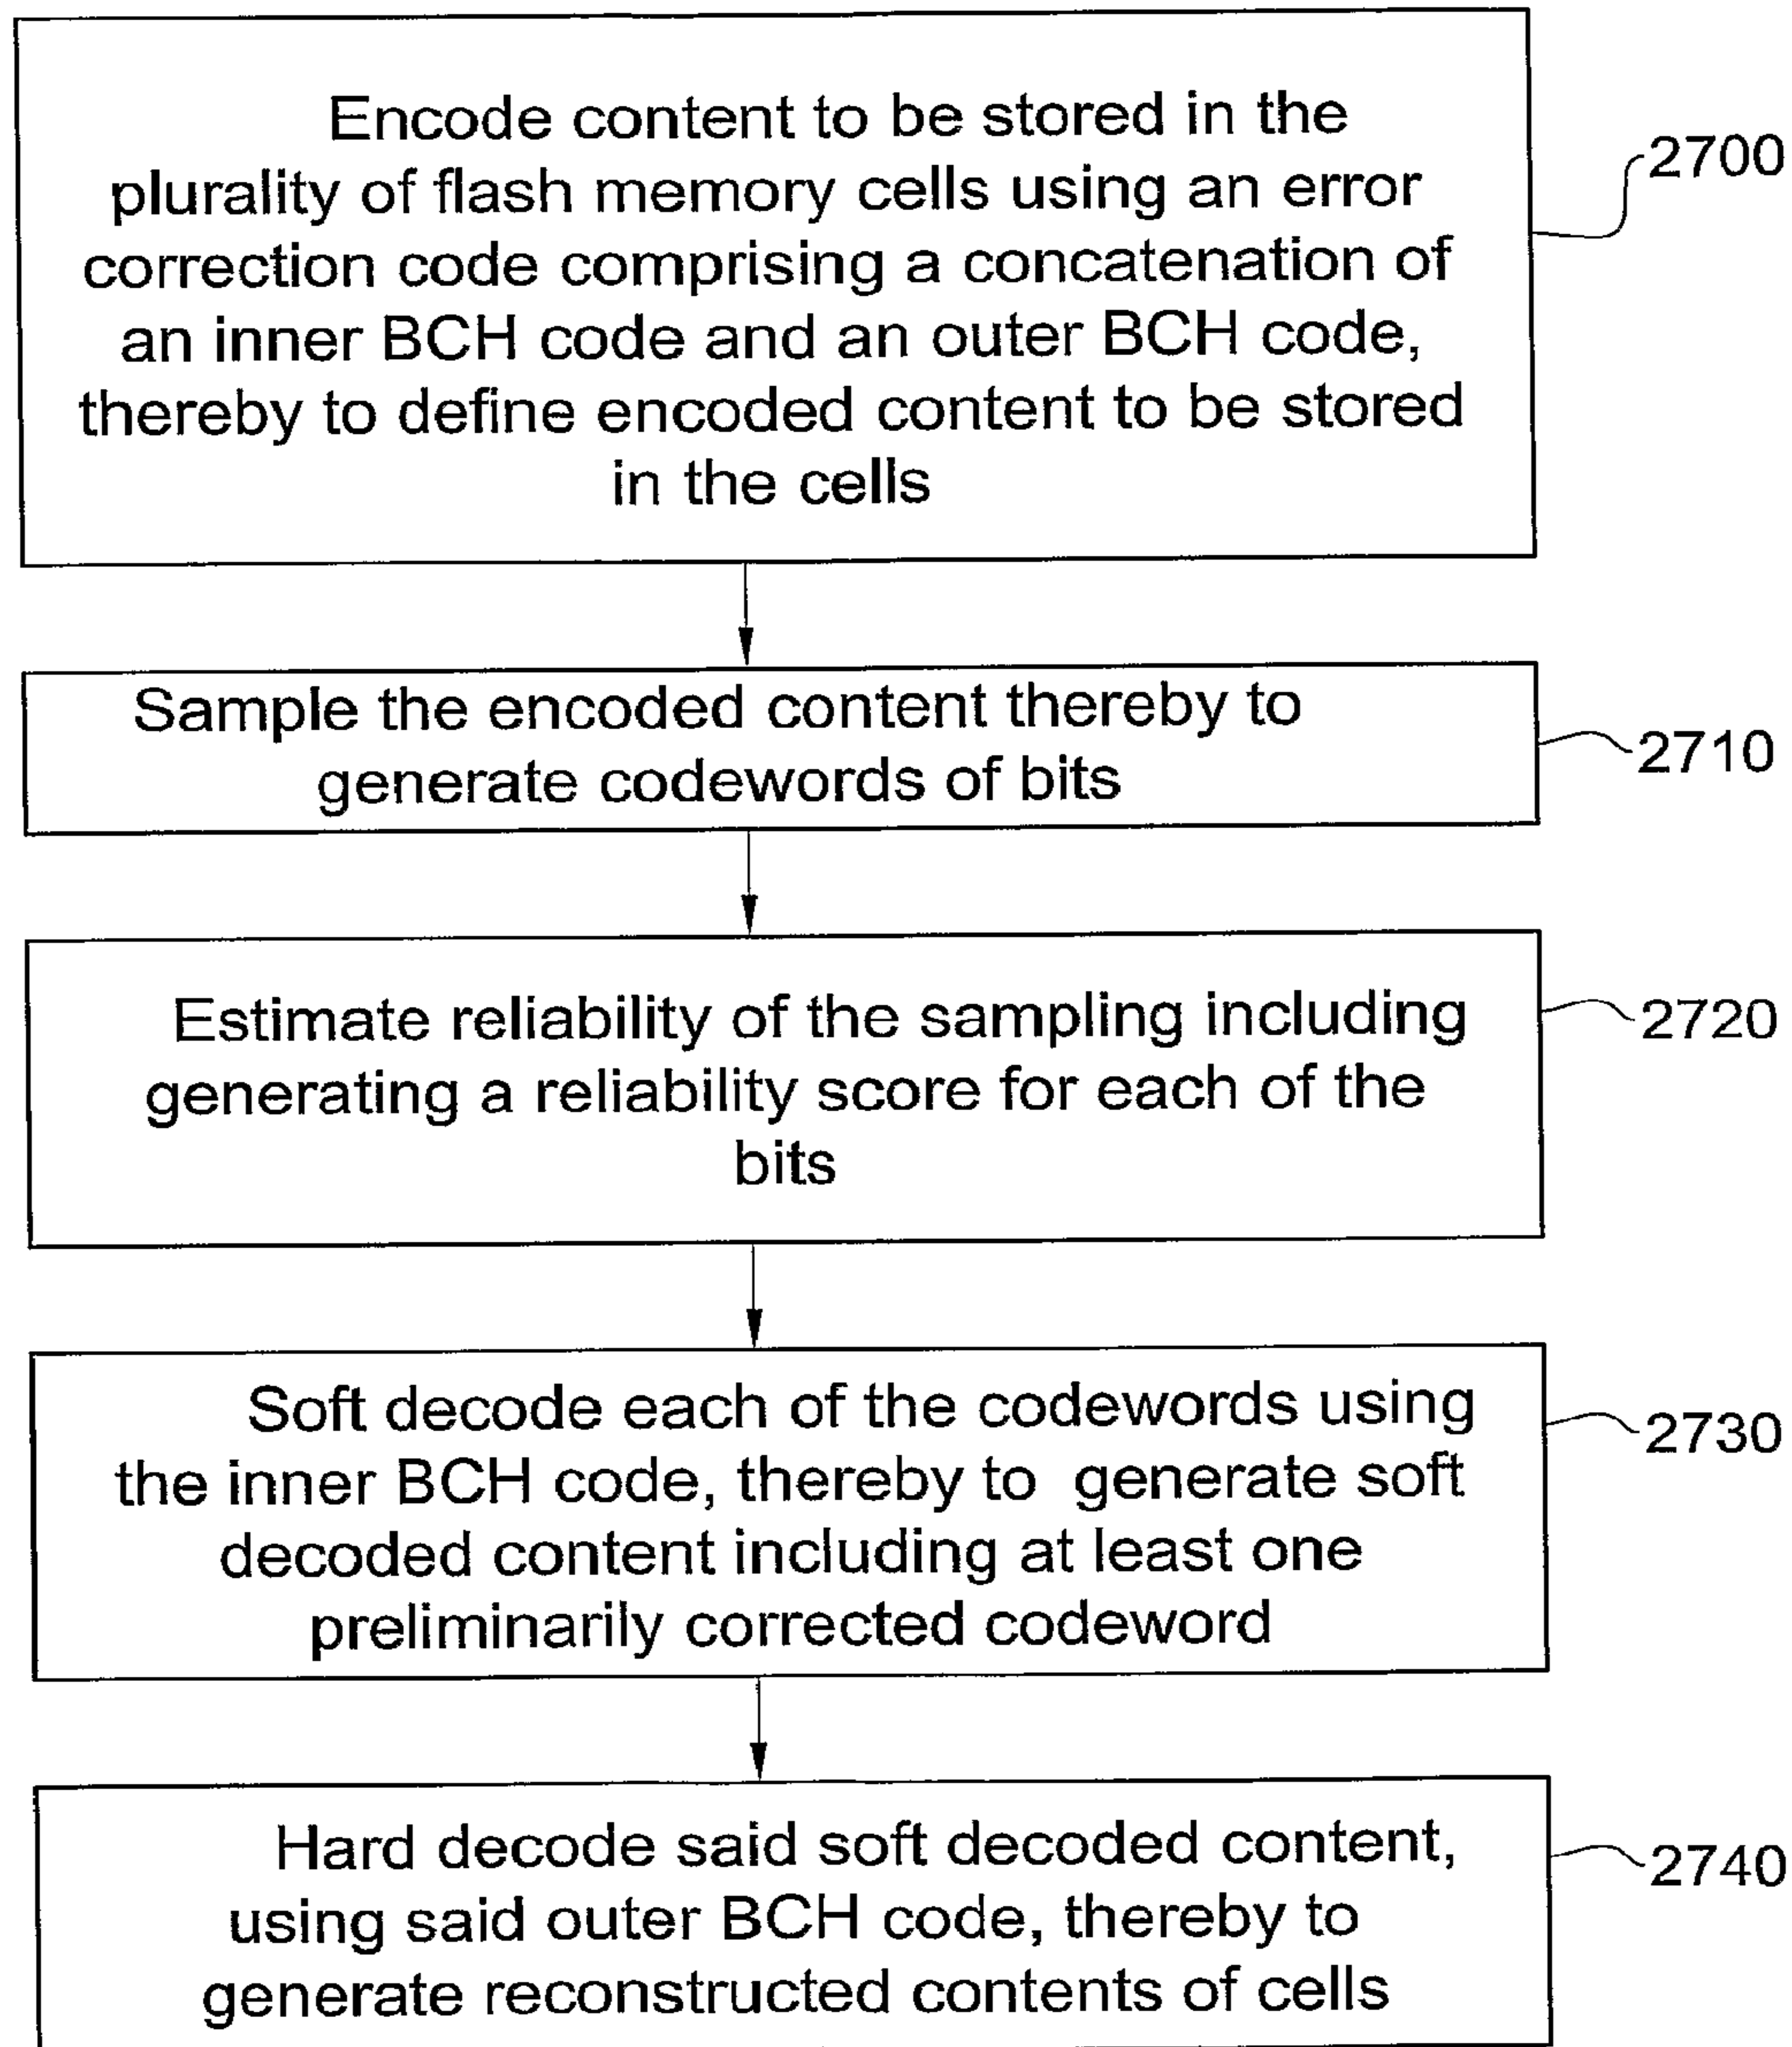 Encode content to be stored in the
plurality of flash memory cells using an error
correction code comprising a concatenation of
an inner BCH code and an outer BCH code,
thereby to define encoded content to be stored
in the cells
2700
Sample the encoded content thereby to
generate codewords of bits
2710
Estimate reliability of the sampling including
generating a reliability score for each of the
bits
2720
Soft decode each of the codewords using
the inner BCH code, thereby to generate soft
decoded content including at least one
preliminarily corrected codeword
2730
Hard decode said soft decoded content,
using said outer BCH code, thereby to
generate reconstructed contents of cells
2740